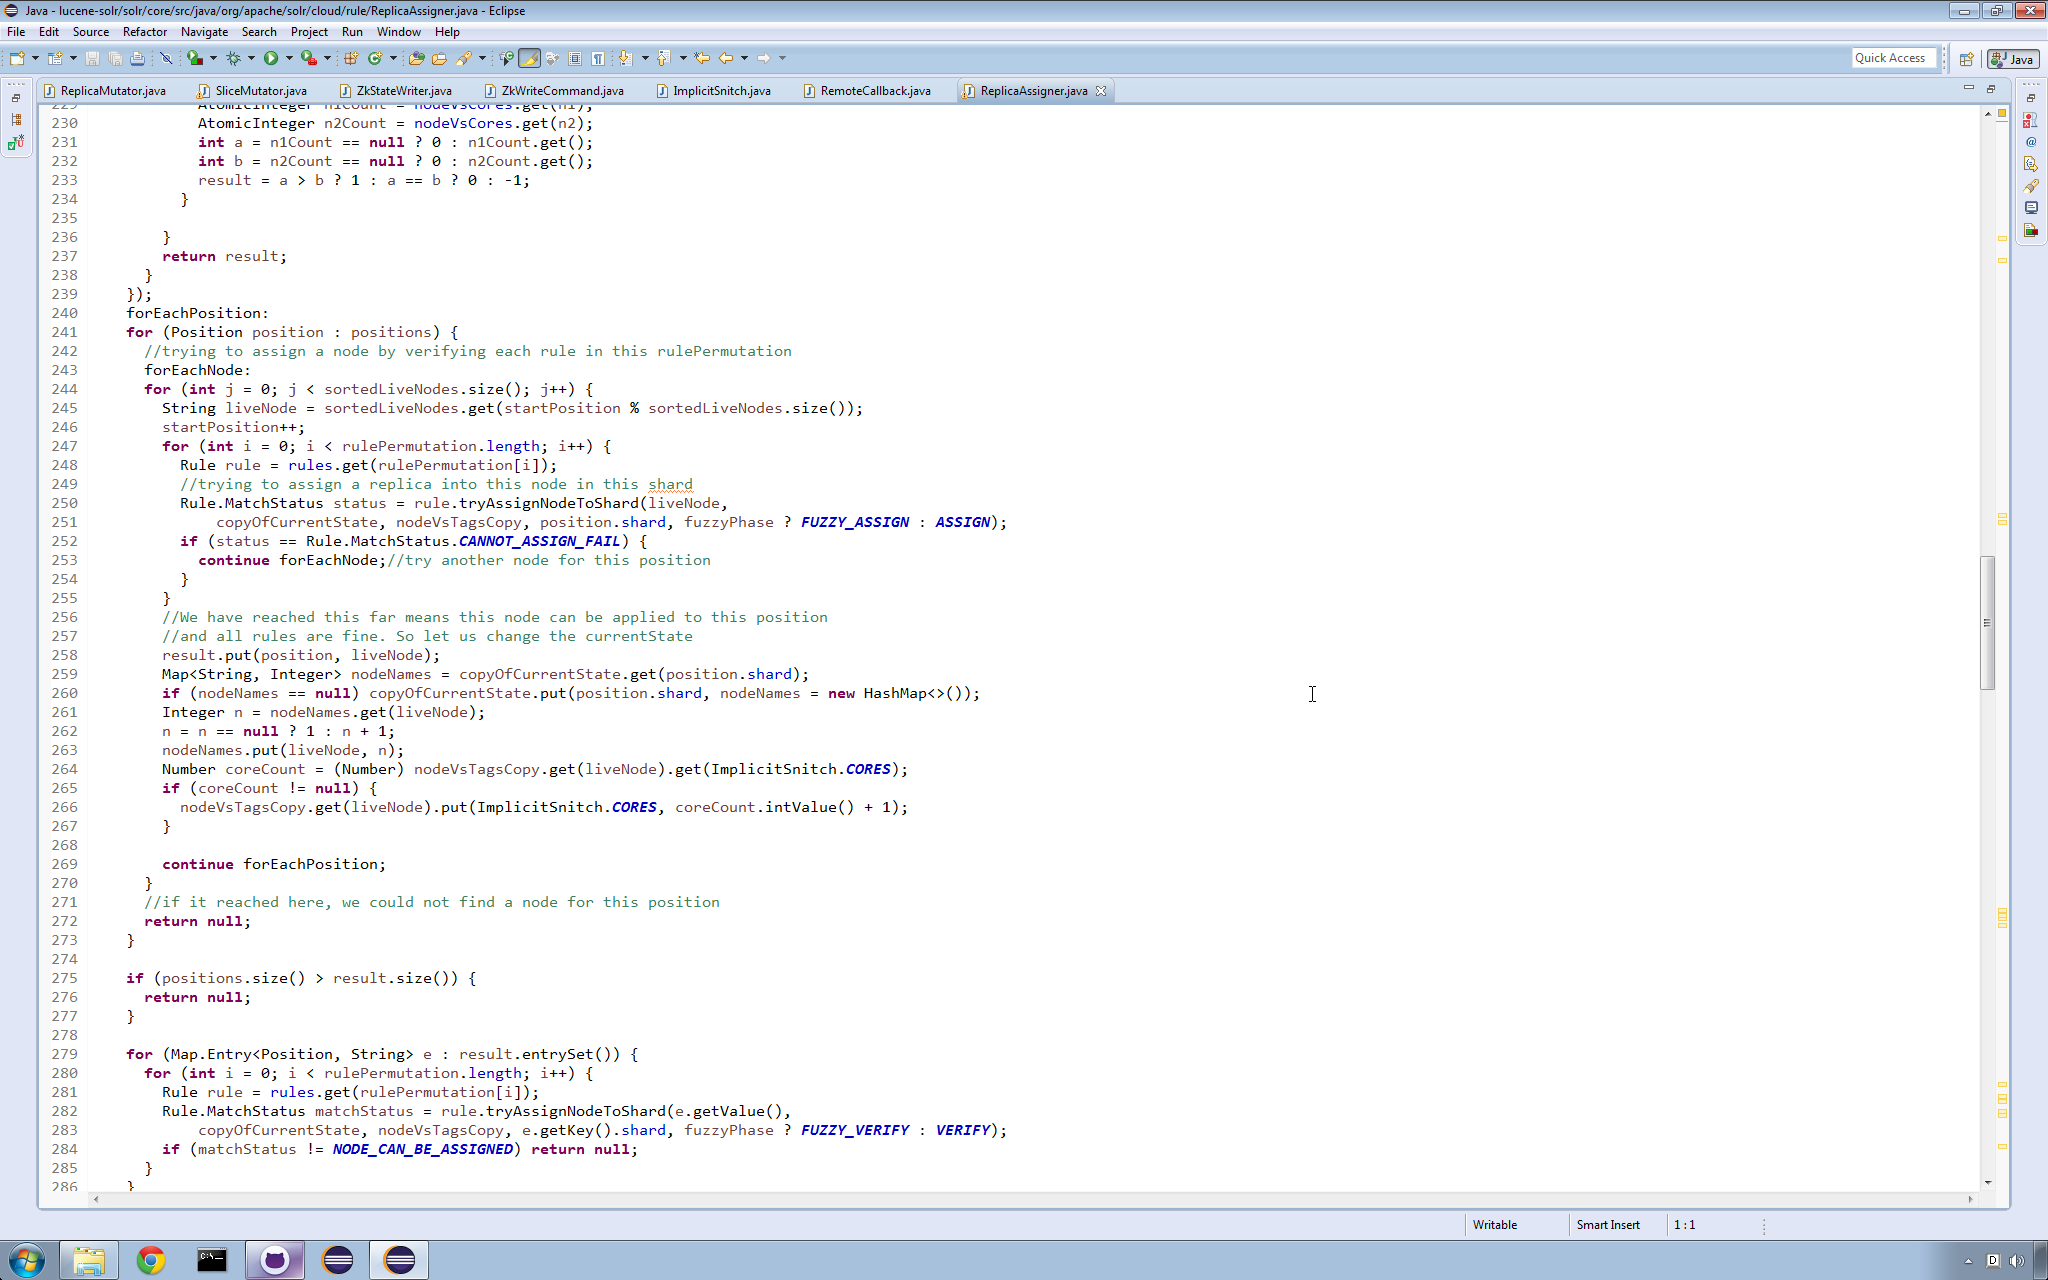 Java - lucene-solr/solr/core/src/java/org/apache/solr/cloud/rule/ReplicaAssigner.java - Eclipse
File Edit Source Refactor Navigate Search Project Run Window Help
Quick Access Java
ReplicaMutator.java SliceMutator.java ZkStateWriter.java ZkWriteCommand.java ImplicitSnitch.java RemoteCallback.java ReplicaAssigner.java
229 AtomicInteger n1Count = nodeVsCores.get(n1);
230 AtomicInteger n2Count = nodeVsCores.get(n2);
231 int a = n1Count == null ? 0 : n1Count.get();
232 int b = n2Count == null ? 0 : n2Count.get();
233 result = a > b ? 1 : a == b ? 0 : -1;
234 }
235
236 }
237 return result;
238 }
239 });
240 forEachPosition:
241 for (Position position : positions) {
242 //trying to assign a node by verifying each rule in this rulePermutation
243 forEachNode:
244 for (int j = 0; j < sortedLiveNodes.size(); j++) {
245 String liveNode = sortedLiveNodes.get(startPosition % sortedLiveNodes.size());
246 startPosition++;
247 for (int i = 0; i < rulePermutation.length; i++) {
248 Rule rule = rules.get(rulePermutation[i]);
249 //trying to assign a replica into this node in this shard
250 Rule.MatchStatus status = rule.tryAssignNodeToShard(liveNode,
251 copyOfCurrentState, nodeVsTagsCopy, position.shard, fuzzyPhase ? FUZZY_ASSIGN : ASSIGN);
252 if (status == Rule.MatchStatus.CANNOT_ASSIGN_FAIL) {
253 continue forEachNode;//try another node for this position
254 }
255 }
256 //We have reached this far means this node can be applied to this position
257 //and all rules are fine. So let us change the currentState
258 result.put(position, liveNode);
259 Map<String, Integer> nodeNames = copyOfCurrentState.get(position.shard);
260 if (nodeNames == null) copyOfCurrentState.put(position.shard, nodeNames = new HashMap<>());
261 Integer n = nodeNames.get(liveNode);
262 n = n == null ? 1 : n + 1;
263 nodeNames.put(liveNode, n);
264 Number coreCount = (Number) nodeVsTagsCopy.get(liveNode).get(ImplicitSnitch.CORES);
265 if (coreCount != null) {
266 nodeVsTagsCopy.get(liveNode).put(ImplicitSnitch.CORES, coreCount.intValue() + 1);
267 }
268
269 continue forEachPosition;
270 }
271 //if it reached here, we could not find a node for this position
272 return null;
273 }
274
275 if (positions.size() > result.size()) {
276 return null;
277 }
278
279 for (Map.Entry<Position, String> e : result.entrySet()) {
280 for (int i = 0; i < rulePermutation.length; i++) {
281 Rule rule = rules.get(rulePermutation[i]);
282 Rule.MatchStatus matchStatus = rule.tryAssignNodeToShard(e.getValue(),
283 copyOfCurrentState, nodeVsTagsCopy, e.getKey().shard, fuzzyPhase ? FUZZY_VERIFY : VERIFY);
284 if (matchStatus != NODE_CAN_BE_ASSIGNED) return null;
285 }
286 }
Writable Smart Insert 1 : 1